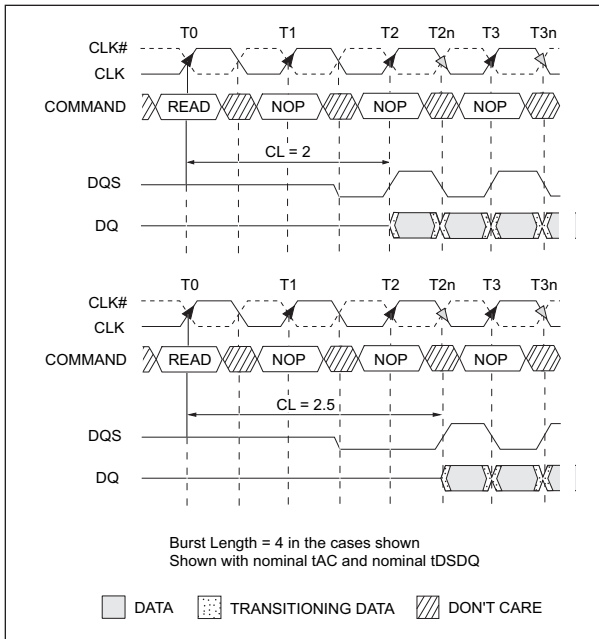 T0 T1 T2 T2n T3 T3n
CLK#
CLK
COMMAND READ NOP NOP NOP
CL = 2
DQS
DQ
T0 T1 T2 T2n T3 T3n
CLK#
CLK
COMMAND READ NOP NOP NOP
CL = 2.5
DQS
DQ
Burst Length = 4 in the cases shown
Shown with nominal tAC and nominal tDSDQ
DATA TRANSITIONING DATA DON'T CARE